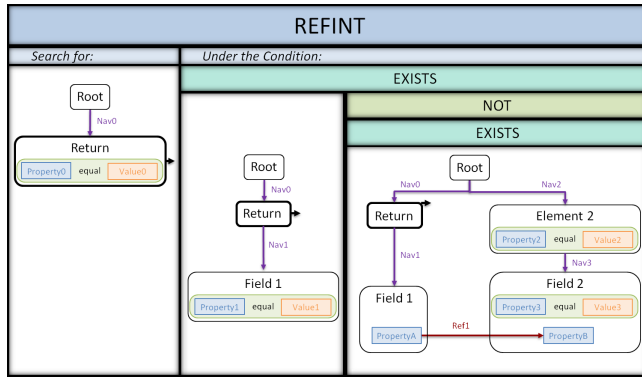 REFINT
Search for:
Under the Condition:
EXISTS
NOT
EXISTS
Root
Nav0
Return
Property0 equal Value0
Root
Nav0
Return
Nav1
Field 1
Property1 equal Value1
Root
Nav0
Nav2
Return
Element 2
Property2 equal Value2
Nav1
Nav3
Field 1
Field 2
Property3 equal Value3
PropertyA
Ref1
PropertyB